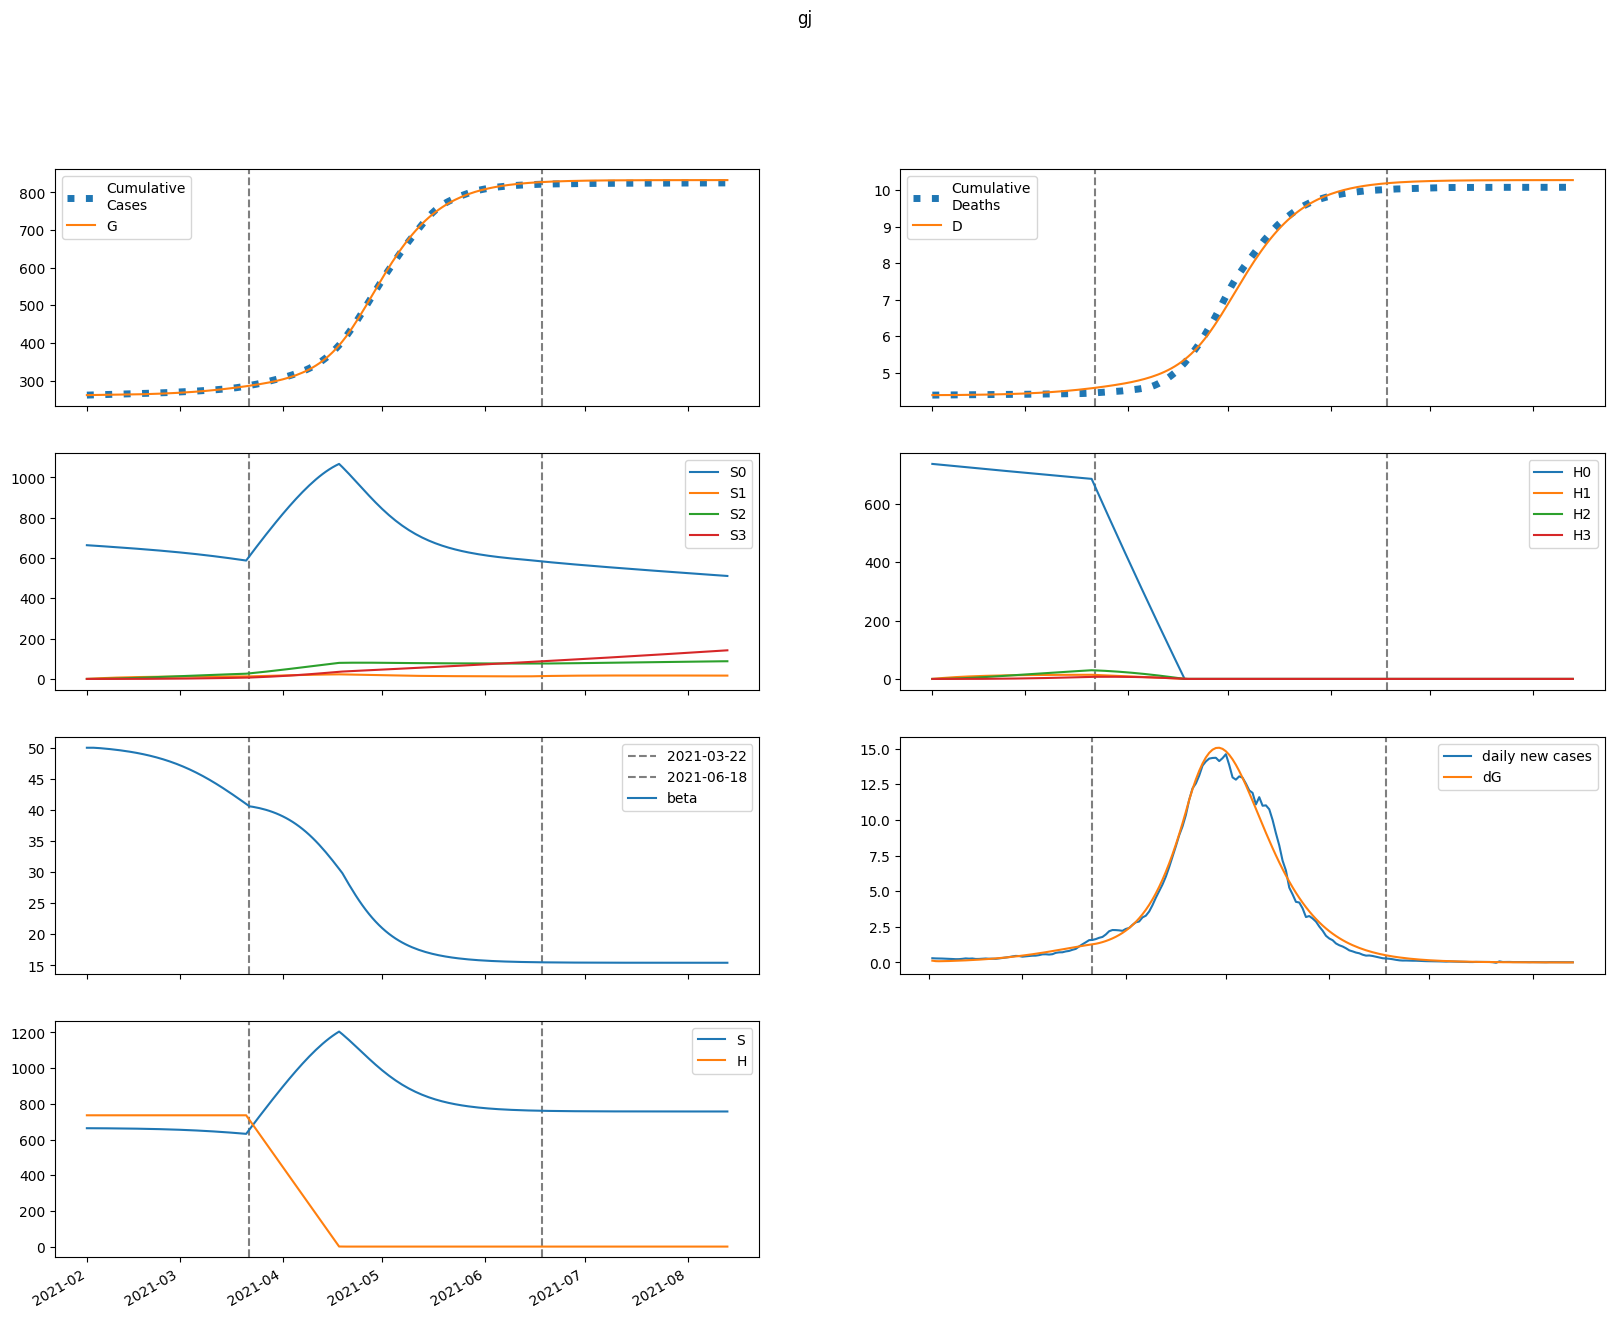 gj
Cumulative
Cases
G
800
700
600
500
400
300
Cumulative
Deaths
D
10
9
8
7
6
5
S0
S1
S2
S3
1000
800
600
400
200
0
H0
H1
H2
H3
600
400
200
0
2021-03-22
2021-06-18
beta
50
45
40
35
30
25
20
15
daily new cases
dG
15.0
12.5
10.0
7.5
5.0
2.5
0.0
S
H
1200
1000
800
600
400
200
0
2021-02
2021-03
2021-04
2021-05
2021-06
2021-07
2021-08